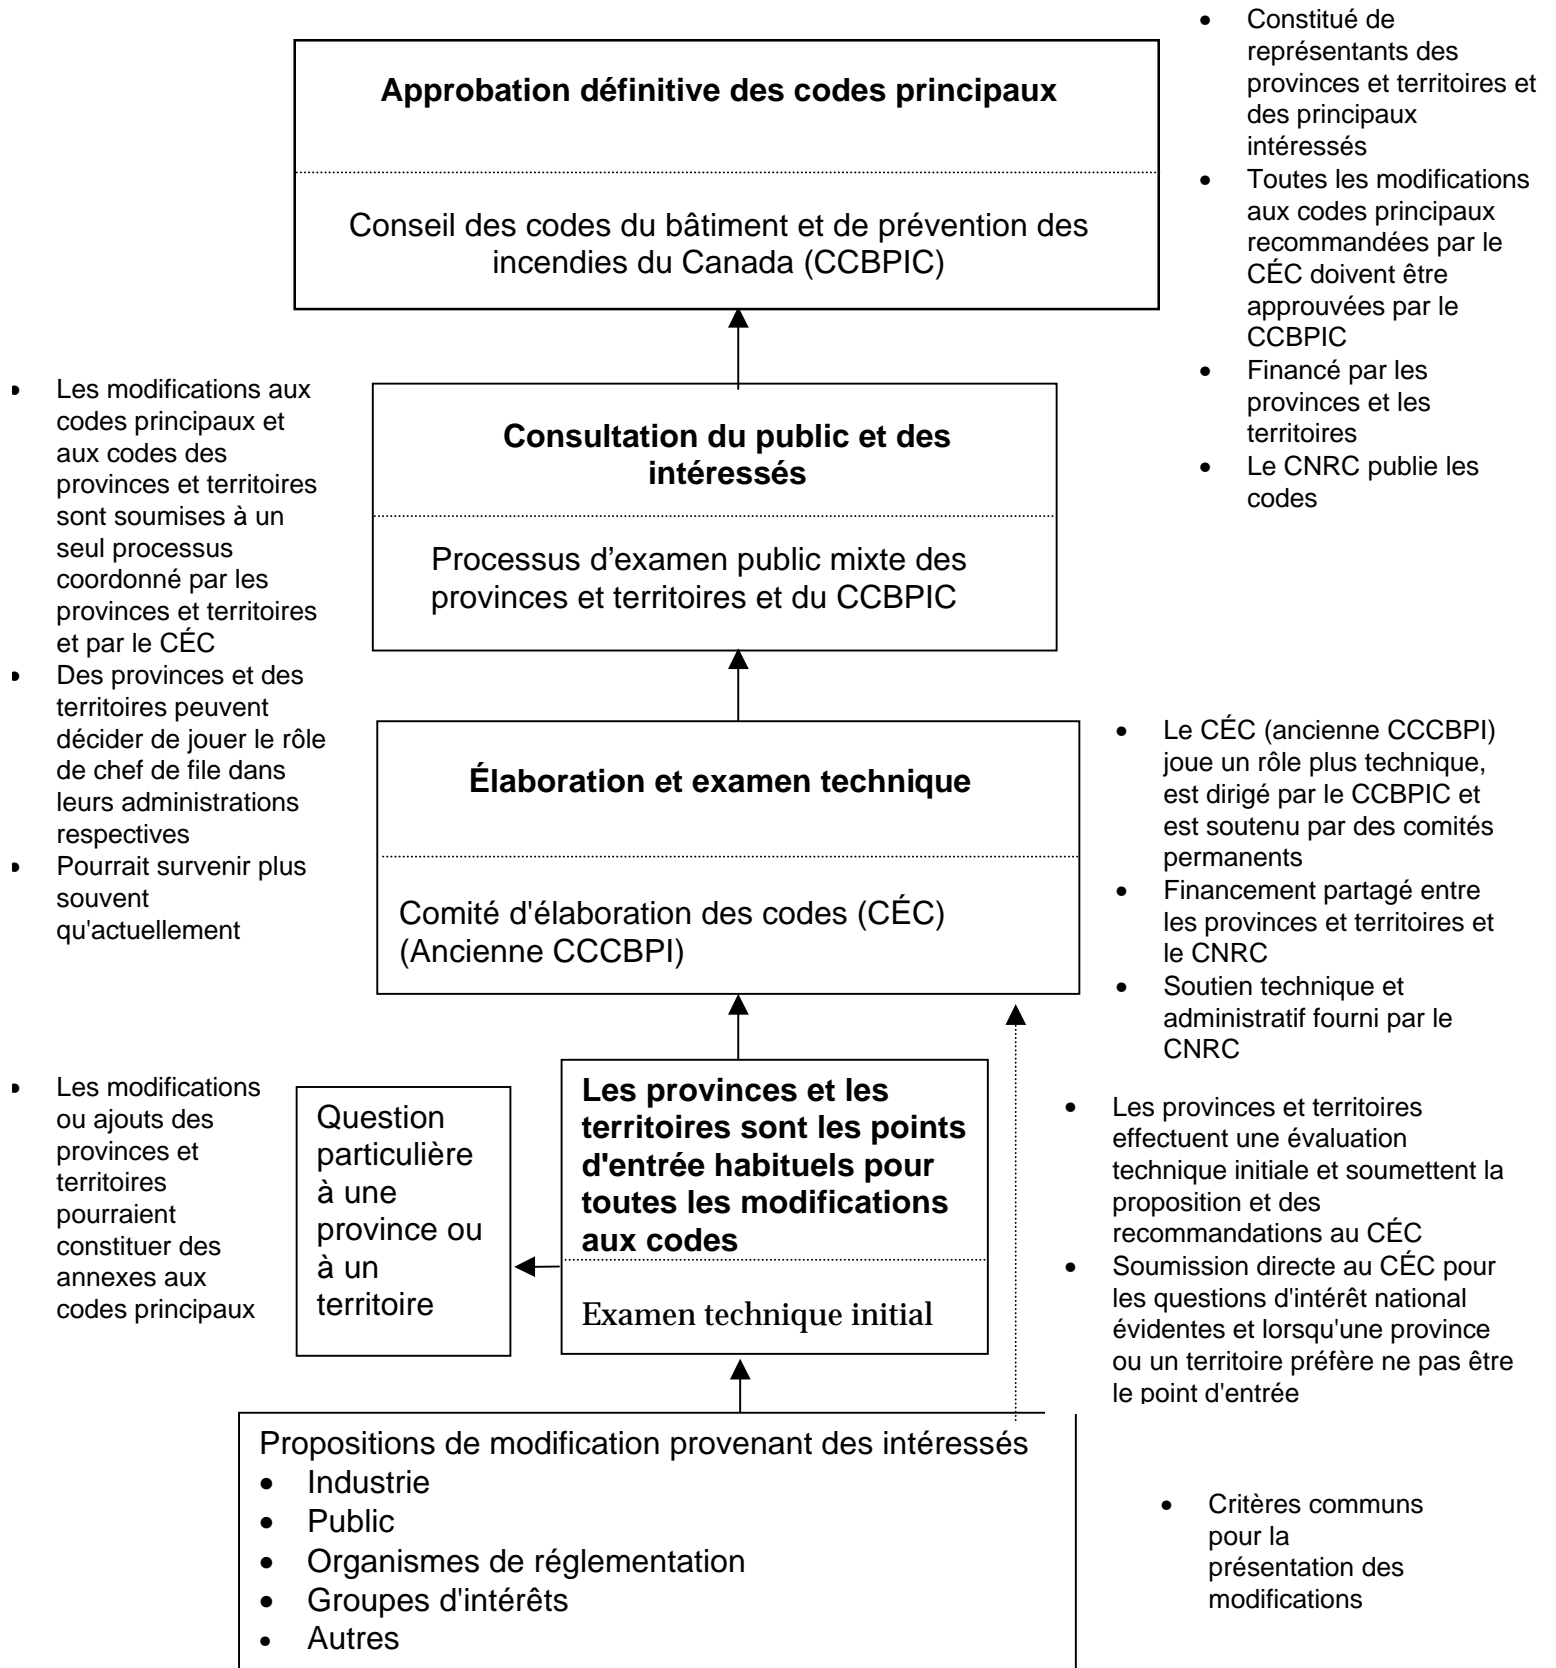 Approbation définitive des codes principaux
Conseil des codes du bâtiment et de prévention des
incendies du Canada (CCBPIC)
• Constitué de
représentants des
provinces et territoires et
des principaux
intéressés
• Toutes les modifications
aux codes principaux
recommandées par le
CÉC doivent être
approuvées par le
CCBPIC
• Financé par les
provinces et les
territoires
• Le CNRC publie les
codes
• Les modifications aux
codes principaux et
aux codes des
provinces et territoires
sont soumises à un
seul processus
coordonné par les
provinces et territoires
et par le CÉC
• Des provinces et des
territoires peuvent
décider de jouer le rôle
de chef de file dans
leurs administrations
respectives
• Pourrait survenir plus
souvent
qu'actuellement
Consultation du public et des
intéressés
Processus d’examen public mixte des
provinces et territoires et du CCBPIC
Élaboration et examen technique
Comité d'élaboration des codes (CÉC)
(Ancienne CCCBPI)
• Le CÉC (ancienne CCCBPI)
joue un rôle plus technique,
est dirigé par le CCBPIC et
est soutenu par des comités
permanents
• Financement partagé entre
les provinces et territoires et
le CNRC
• Soutien technique et
administratif fourni par le
CNRC
• Les modifications
ou ajouts des
provinces et
territoires
pourraient
constituer des
annexes aux
codes principaux
Question
particulière
à une
province ou
à un
territoire
Les provinces et les
territoires sont les points
d'entrée habituels pour
toutes les modifications
aux codes
Examen technique initial
• Les provinces et territoires
effectuent une évaluation
technique initiale et soumettent la
proposition et des
recommandations au CÉC
• Soumission directe au CÉC pour
les questions d'intérêt national
évidentes et lorsqu'une province
ou un territoire préfère ne pas être
le point d'entrée
Propositions de modification provenant des intéressés
• Industrie
• Public
• Organismes de réglementation
• Groupes d'intérêts
• Autres
• Critères communs
pour la
présentation des
modifications